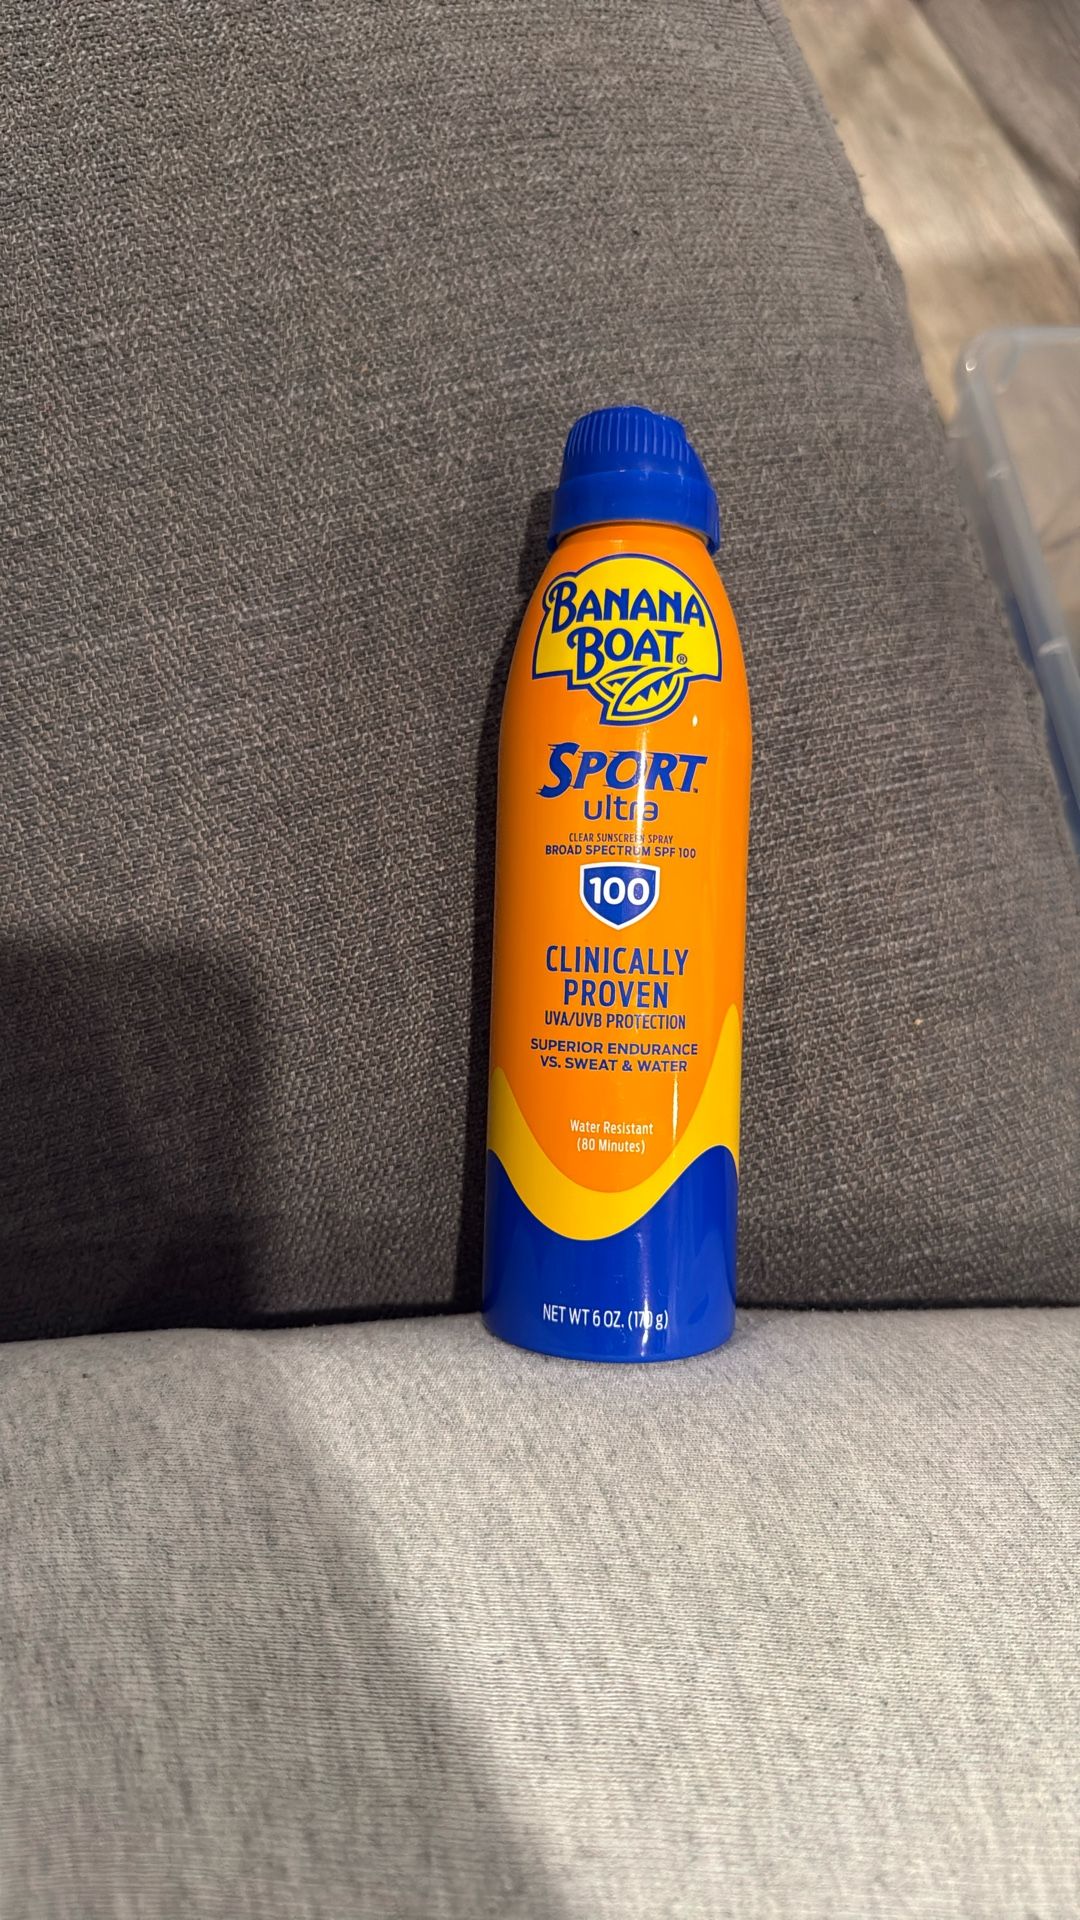 BANANA
BOAT®
SPORT™
ultra
CLEAR SUNSCREEN SPRAY
BROAD SPECTRUM SPF 100
100
CLINICALLY
PROVEN
UVA/UVB PROTECTION
SUPERIOR ENDURANCE
VS. SWEAT & WATER
Water Resistant
(80 Minutes)
NET WT 6 OZ. (170 g)